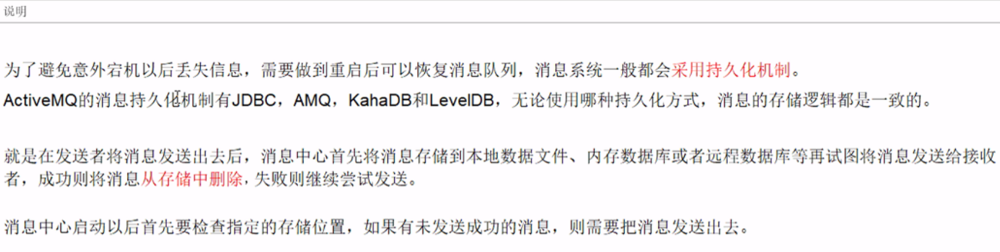 说明
为了避免意外宕机以后丢失信息，需要做到重启后可以恢复消息队列，消息系统一般都会采用持久化机制。
ActiveMQ的消息持久化机制有JDBC，AMQ，KahaDB和LevelDB，无论使用哪种持久化方式，消息的存储逻辑都是一致的。
就是在发送者将消息发送出去后，消息中心首先将消息存储到本地数据文件、内存数据库或者远程数据库等再试图将消息发送给接收
者，成功则将消息从存储中删除，失败则继续尝试发送。
消息中心启动以后首先要检查指定的存储位置，如果有未发送成功的消息，则需要把消息发送出去。